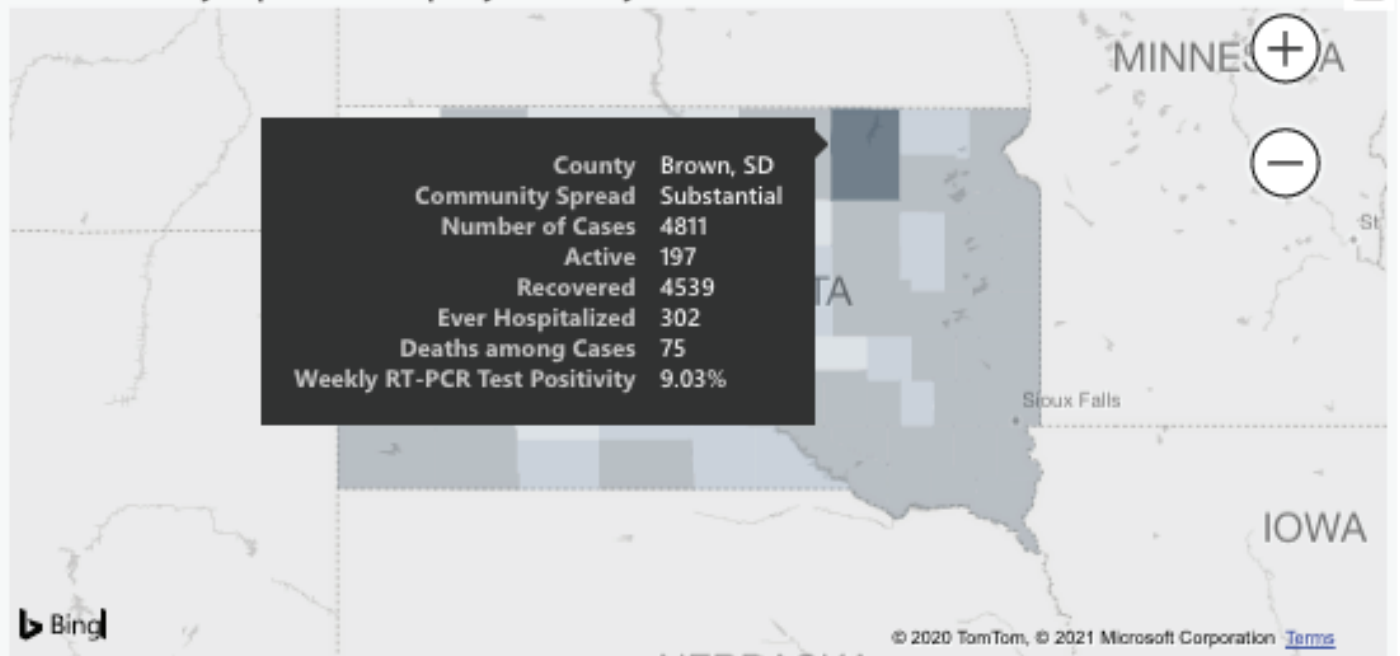 MINNES
A
County Brown, SD
Community Spread Substantial
Number of Cases 4811
Active 197
Recovered 4539
Ever Hospitalized 302
Deaths among Cases 75
Weekly RT-PCR Test Positivity 9.03%
St
TA
Sioux Falls
IOWA
Bing
© 2020 TomTom, © 2021 Microsoft Corporation Terms